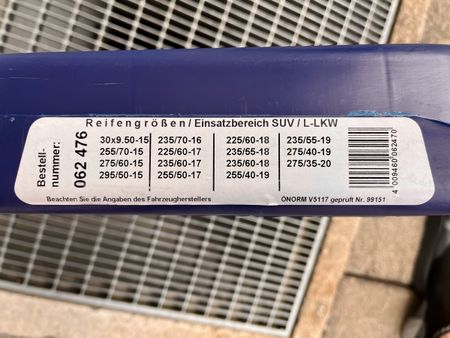 Reifengrößen/Einsatzbereich SUV/L-LKW
Bestell-
nummer:
062 476
30x9.50-15 235/70-16 225/60-18 235/55-19
255/70-15 225/60-17 235/55-18 275/40-19
275/60-15 235/60-17 235/60-18 275/35-20
295/50-15 255/50-17 255/40-19
4 009460 062470
Beachten Sie die Angaben des Fahrzeugherstellers
ÖNORM V5117 geprüft Nr. 99151